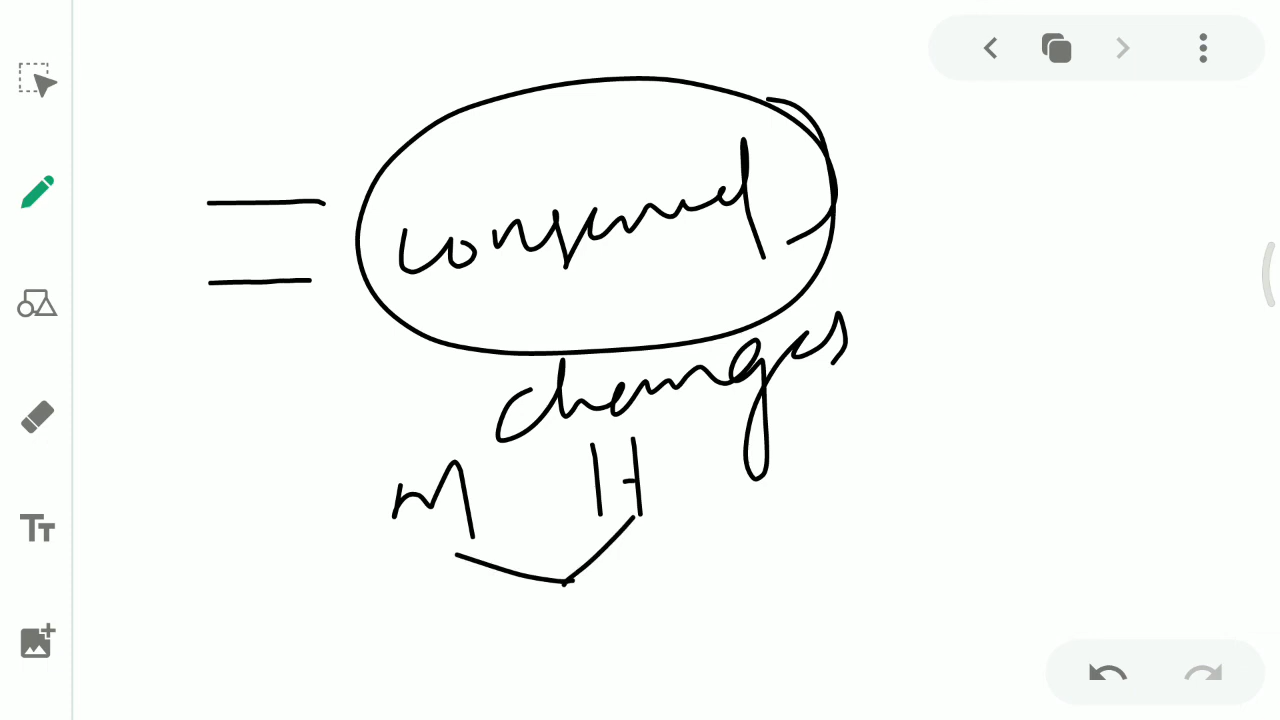 = conserved
changes
M H